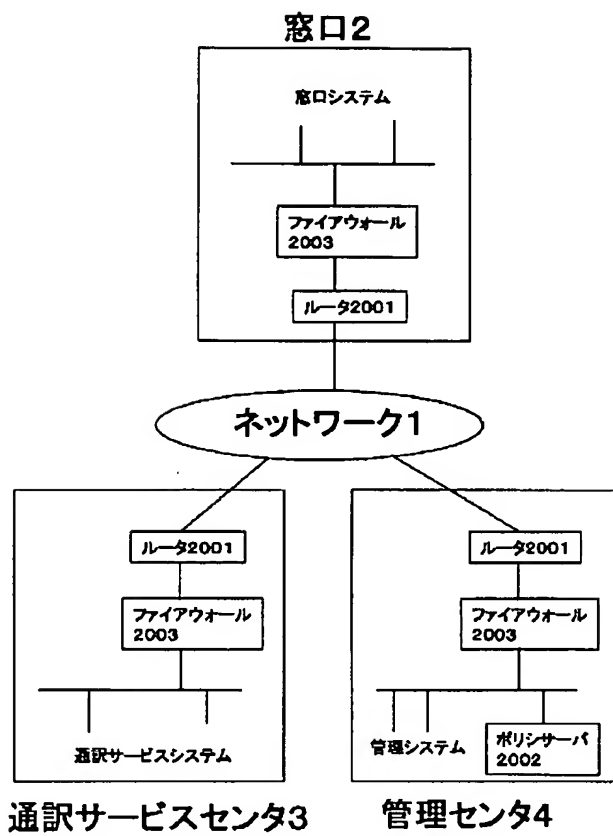 窓口2
窓口システム
ファイアウォール
2003
ルータ2001
ネットワーク1
ルータ2001
ファイアウォール
2003
通訳サービスシステム
通訳サービスセンタ3
ルータ2001
ファイアウォール
2003
管理システム
ポリシサーバ
2002
管理センタ4